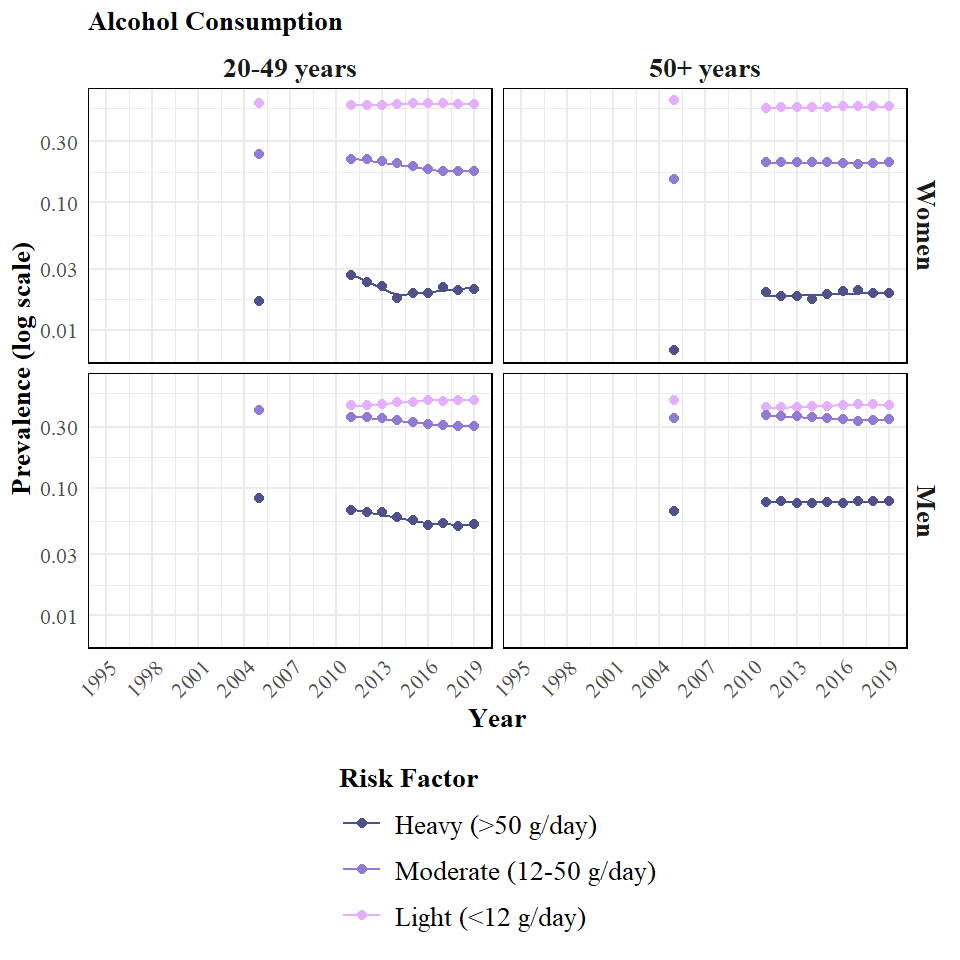 Alcohol Consumption
20-49 years
50+ years
0.30
0.10
0.03
0.01
Women
0.30
0.10
0.03
0.01
Men
Prevalence (log scale)
1995 1998 2001 2004 2007 2010 2013 2016 2019
1995 1998 2001 2004 2007 2010 2013 2016 2019
Year
Risk Factor
Heavy (>50 g/day)
Moderate (12-50 g/day)
Light (<12 g/day)